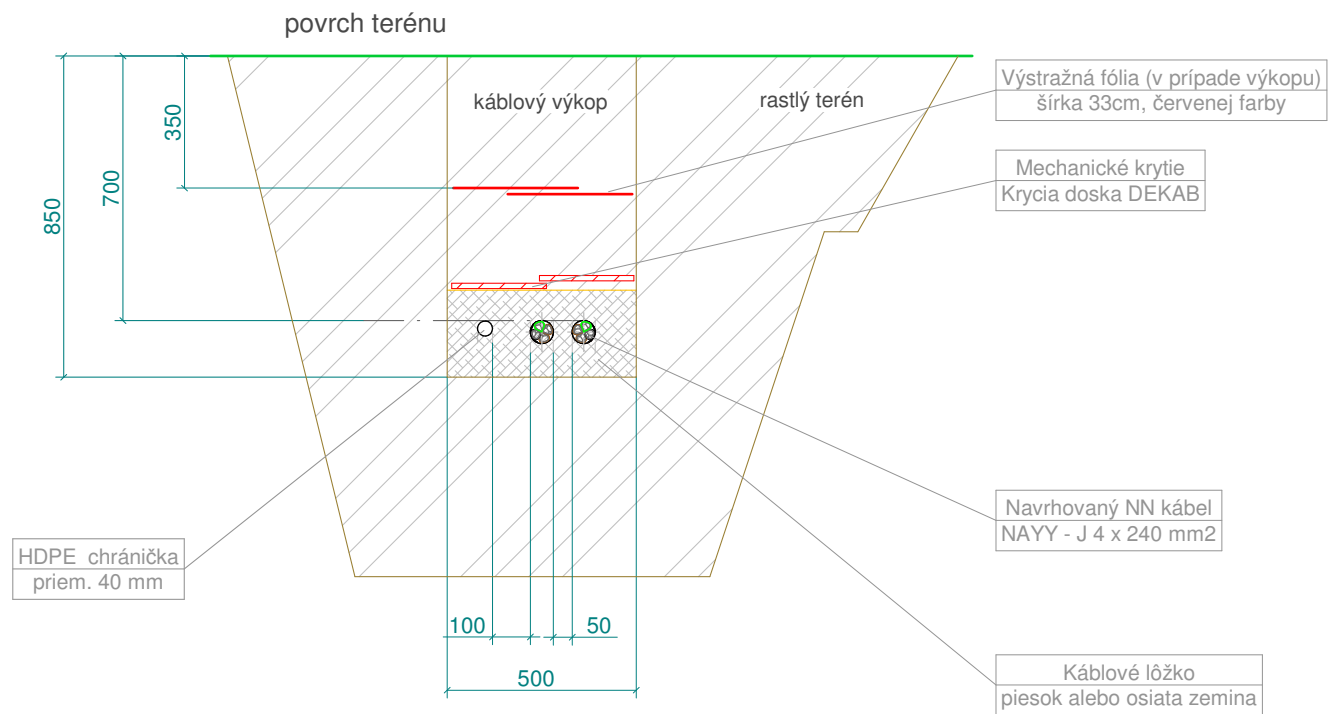 povrch terénu
káblový výkop
rastlý terén
Výstražná fólia (v prípade výkopu)
šírka 33cm, červenej farby
Mechanické krytie
Krycia doska DEKAB
350
700
850
Navrhovaný NN kábel
NAYY - J 4 x 240 mm2
HDPE chránička
priem. 40 mm
100
50
500
Káblové lôžko
piesok alebo osiata zemina